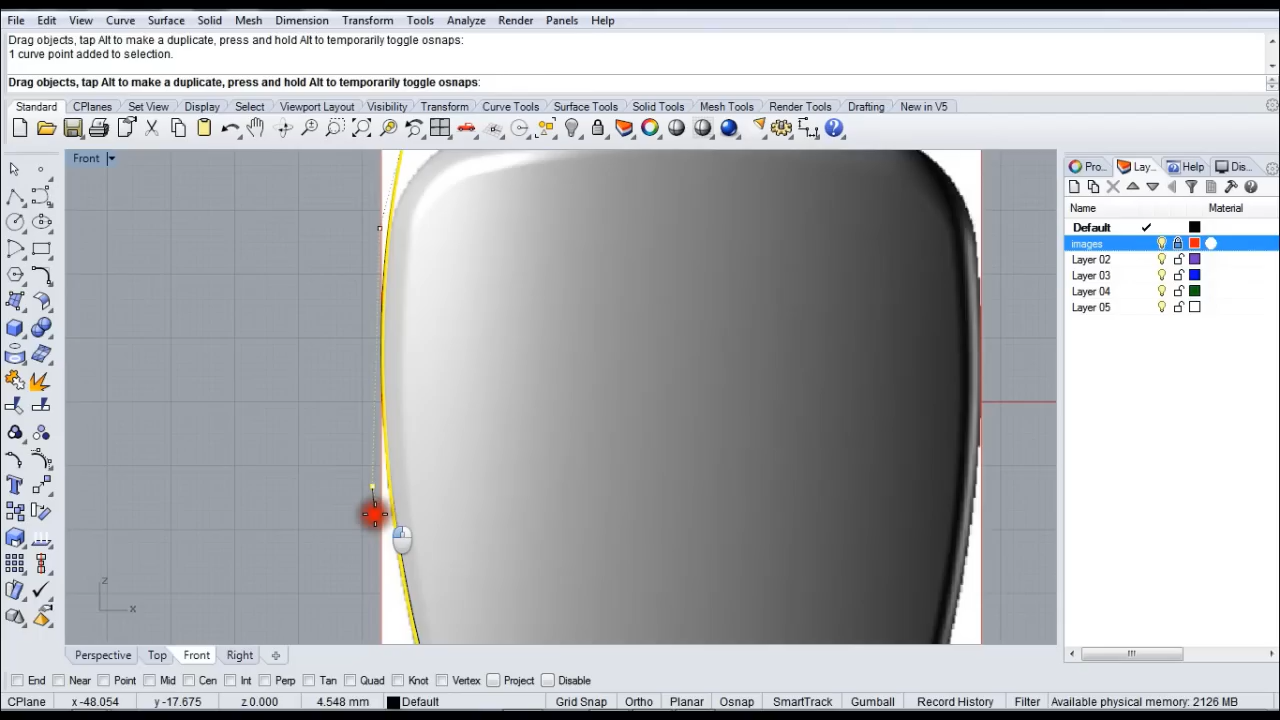 File Edit View Curve Surface Solid Mesh Dimension Transform Tools Analyze Render Panels Help
Drag objects, tap Alt to make a duplicate, press and hold Alt to temporarily toggle osnaps:
1 curve point added to selection.
Drag objects, tap Alt to make a duplicate, press and hold Alt to temporarily toggle osnaps:
Standard CPlanes Set View Display Select Viewport Layout Visibility Transform Curve Tools Surface Tools Solid Tools Mesh Tools Render Tools Drafting New in V5
Front
Pro... Lay... Help Dis...
Name Material
Default
images
Layer 02
Layer 03
Layer 04
Layer 05
z
x
Perspective Top Front Right
End Near Point Mid Cen Int Perp Tan Quad Knot Vertex Project Disable
CPlane x -48.054 y -17.675 z 0.000 4.548 mm Default Grid Snap Ortho Planar Osnap SmartTrack Gumball Record History Filter Available physical memory: 2126 MB